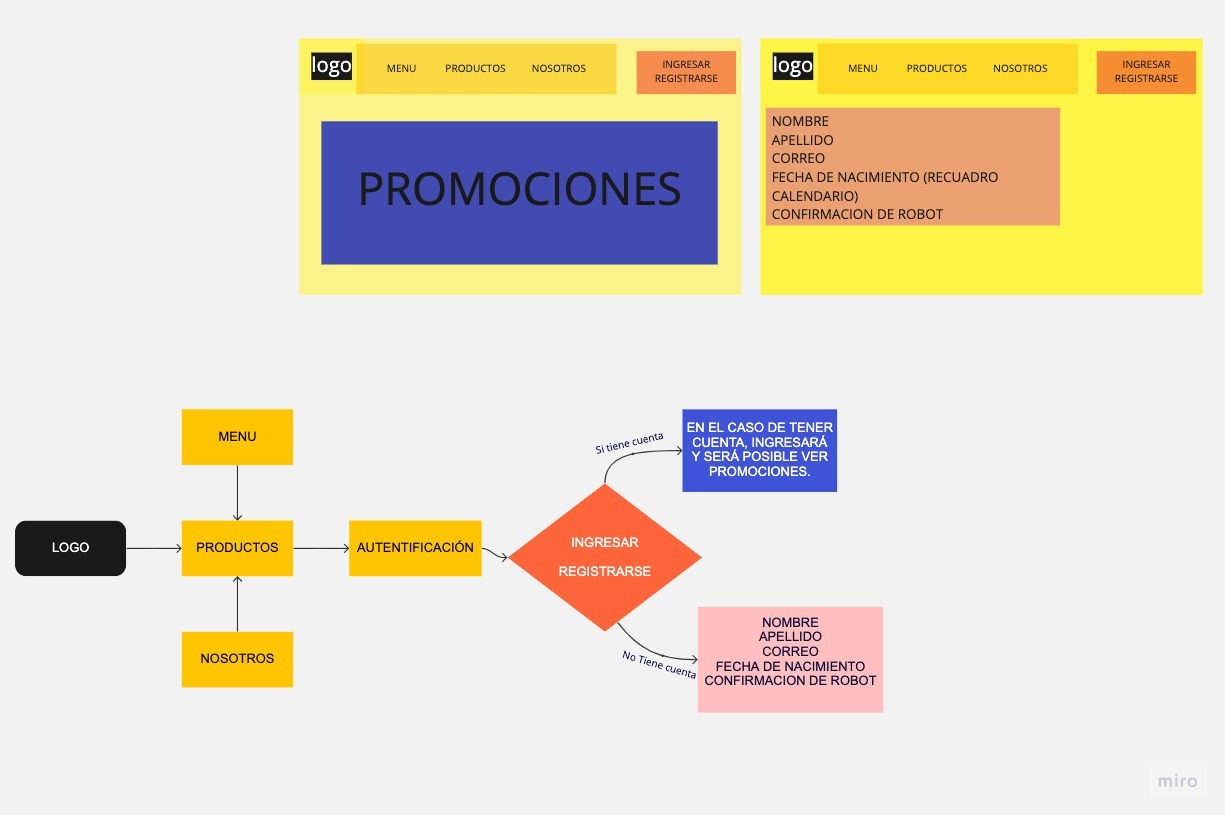 logo
MENU PRODUCTOS NOSOTROS
INGRESAR
REGISTRARSE
PROMOCIONES
logo
MENU PRODUCTOS NOSOTROS
INGRESAR
REGISTRARSE
NOMBRE
APELLIDO
CORREO
FECHA DE NACIMIENTO (RECUADRO
CALENDARIO)
CONFIRMACION DE ROBOT
MENU
LOGO
PRODUCTOS
NOSOTROS
AUTENTIFICACIÓN
INGRESAR
REGISTRARSE
Si tiene cuenta
EN EL CASO DE TENER
CUENTA, INGRESARÁ
Y SERÁ POSIBLE VER
PROMOCIONES.
No Tiene cuenta
NOMBRE
APELLIDO
CORREO
FECHA DE NACIMIENTO
CONFIRMACION DE ROBOT
miro